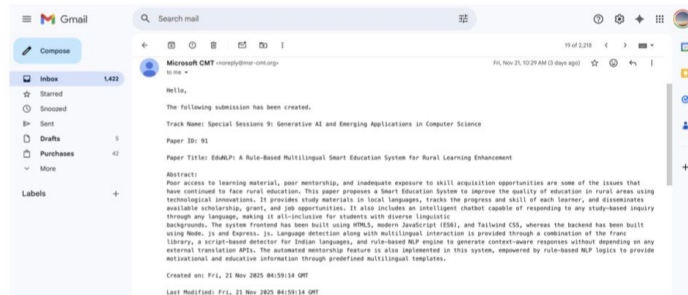 Gmail
Search mail
Compose
19 of 2,218
Microsoft CMT <noreply@msr-cmt.org>
Fri, Nov 21, 10:29 AM (3 days ago)
to me
Inbox 1,433
Starred
Snoozed
Sent
Drafts 5
Purchases 42
More
Labels
Hello,
The following submission has been created.
Track Name: Special Sessions 9: Generative AI and Emerging Applications in Computer Science
Paper ID: 91
Paper Title: EduNLP: A Rule-Based Multilingual Smart Education System for Rural Learning Enhancement
Abstract:
Poor access to learning material, poor mentorship, and inadequate exposure to skill acquisition opportunities are some of the issues that
have continued to face rural education. This paper proposes a Smart Education System to improve the quality of education in rural areas using
technological innovations. It provides study materials in local languages, tracks the progress and skill of each learner, and disseminates
available scholarship, grant, and job opportunities. It also includes an intelligent chatbot capable of responding to any study-based inquiry
through any language, making it all-inclusive for students with diverse linguistic
backgrounds. The system frontend has been built using HTML5, modern JavaScript (ES6), and Tailwind CSS, whereas the backend has been built
using Node. js and Express. js. Language detection along with multilingual interaction is provided through a combination of the franc
library, a script-based detector for Indian languages, and rule-based NLP engine to generate context-aware responses without depending on any
external translation APIs. The automated mentorship feature is also implemented in this system, empowered by rule-based NLP logics to provide
motivational and educative information through predefined multilingual templates.
Created on: Fri, 21 Nov 2025 04:59:14 GMT
Last Modified: Fri, 21 Nov 2025 04:59:14 GMT